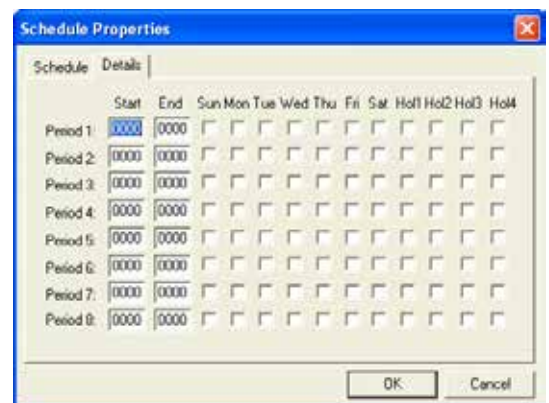 Schedule Properties
Schedule Details
Start End Sun Mon Tue Wed Thu Fri Sat Hol1 Hol2 Hol3 Hol4
Period 1: 0000 0000
Period 2: 0000 0000
Period 3: 0000 0000
Period 4: 0000 0000
Period 5: 0000 0000
Period 6: 0000 0000
Period 7: 0000 0000
Period 8: 0000 0000
OK Cancel